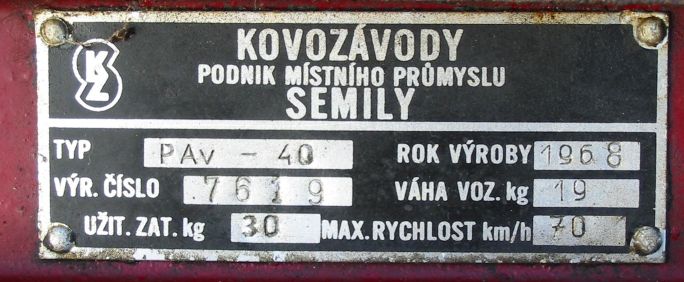 KZ
KOVOZÁVODY
PODNIK MÍSTNÍHO PRŮMYSLU
SEMILY
TYP PAv - 40 ROK VÝROBY 1968
VÝR. ČÍSLO 7619 VÁHA VOZ. kg 19
UŽIT. ZAT. kg 30 MAX. RYCHLOST km/h 70